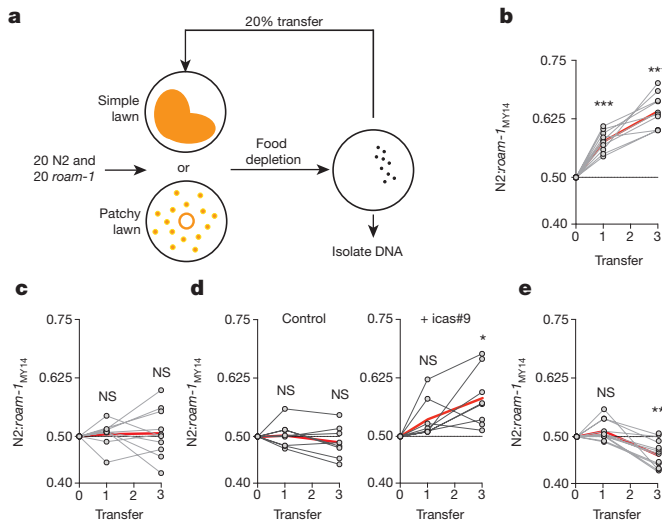 a
20% transfer
Simple
lawn
20 N2 and
20 roam-1
or
Patchy
lawn
Food
depletion
Isolate DNA
b
0.75
0.625
0.50
0.40
N2:roam-1MY14
***
**
0 1 2 3
Transfer
c
0.75
0.625
0.50
0.40
N2:roam-1MY14
NS
NS
0 1 2 3
Transfer
d
Control
+ icas#9
0.75
0.625
0.50
0.40
N2:roam-1MY14
NS
NS
0 1 2 3
Transfer
0.75
0.625
0.50
0.40
NS
*
0 1 2 3
Transfer
e
0.75
0.625
0.50
0.40
N2:roam-1MY14
NS
**
0 1 2 3
Transfer